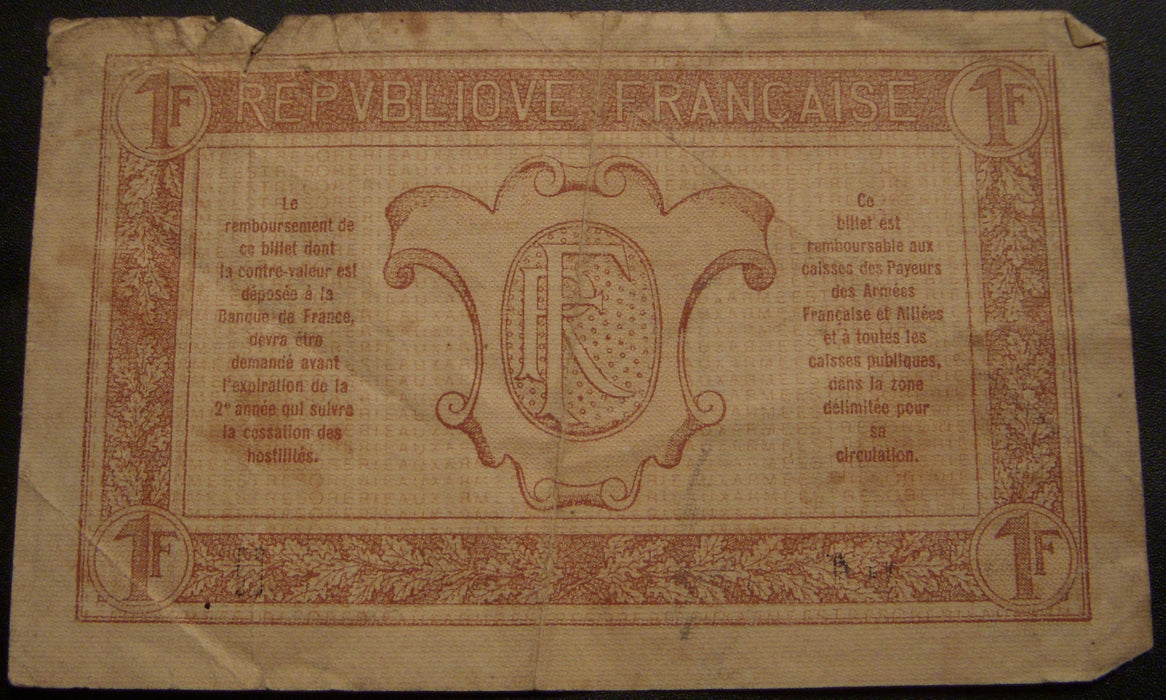 1F REPVBLIQVE FRANÇAISE 1F
Le
remboursement de
ce billet dont
la contre-valeur est
déposée à la
Banque de France,
devra être
demandé avant
l'expiration de la
2e année qui suivra
la cessation des
hostilités.
RF
Ce
billet est
remboursable aux
caisses des Payeurs
des Armées
Française et Alliées
et à toutes les
caisses publiques,
dans la zone
délimitée pour
sa
circulation.
1F 1F